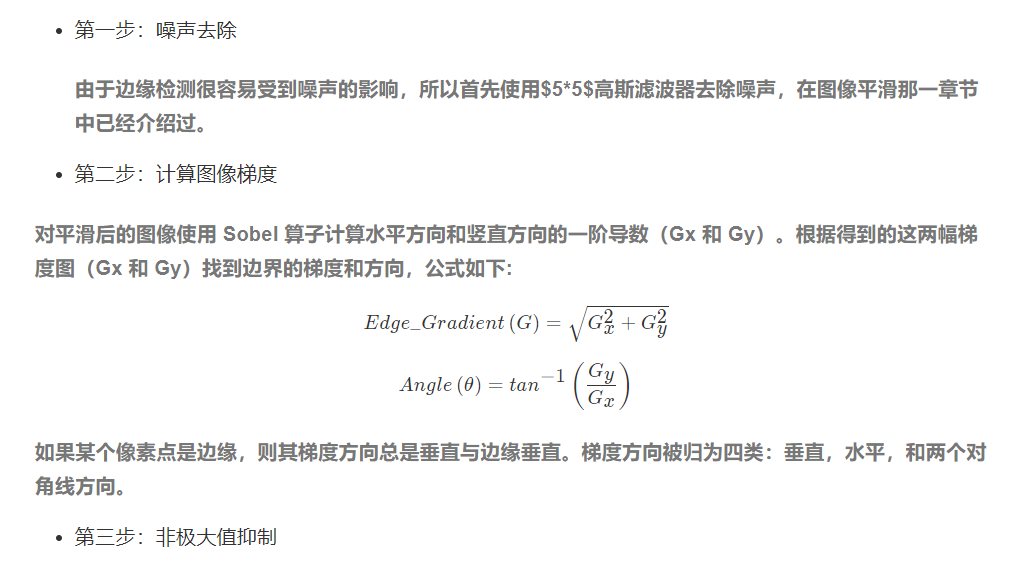 • 第一步：噪声去除
由于边缘检测很容易受到噪声的影响，所以首先使用$5*5$高斯滤波器去除噪声，在图像平滑那一章节
中已经介绍过。
• 第二步：计算图像梯度
对平滑后的图像使用 Sobel 算子计算水平方向和竖直方向的一阶导数（Gx 和 Gy）。根据得到的这两幅梯
度图（Gx 和 Gy）找到边界的梯度和方向，公式如下:
Edge_Gradient (G) = √(G_x^2 + G_y^2)
Angle (θ) = tan^{-1} (G_y / G_x)
如果某个像素点是边缘，则其梯度方向总是垂直与边缘垂直。梯度方向被归为四类：垂直，水平，和两个对
角线方向。
• 第三步：非极大值抑制